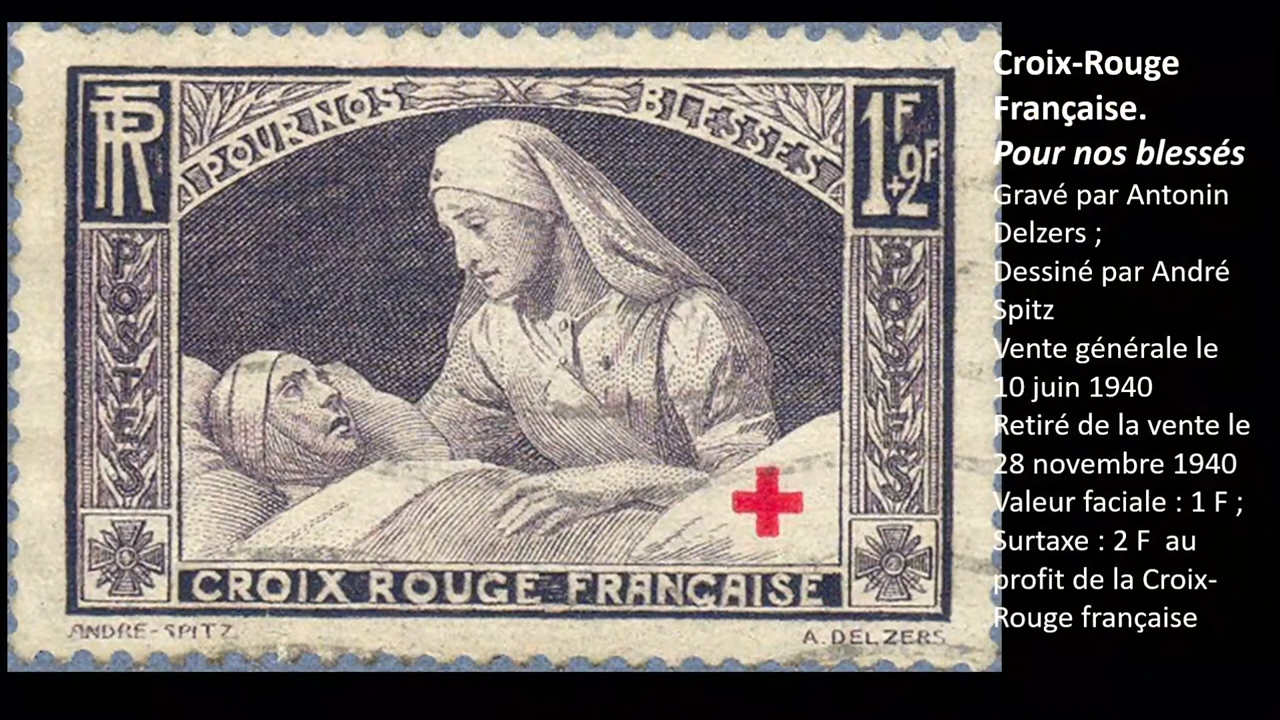 RF
POUR NOS BLESSES
1F
+2F
POSTES
POSTES
CROIX ROUGE FRANÇAISE
ANDRE-SPITZ
A. DELZERS
Croix-Rouge
Française.
Pour nos blessés
Gravé par Antonin
Delzers ;
Dessiné par André
Spitz
Vente générale le
10 juin 1940
Retiré de la vente le
28 novembre 1940
Valeur faciale : 1 F ;
Surtaxe : 2 F au
profit de la Croix-
Rouge française